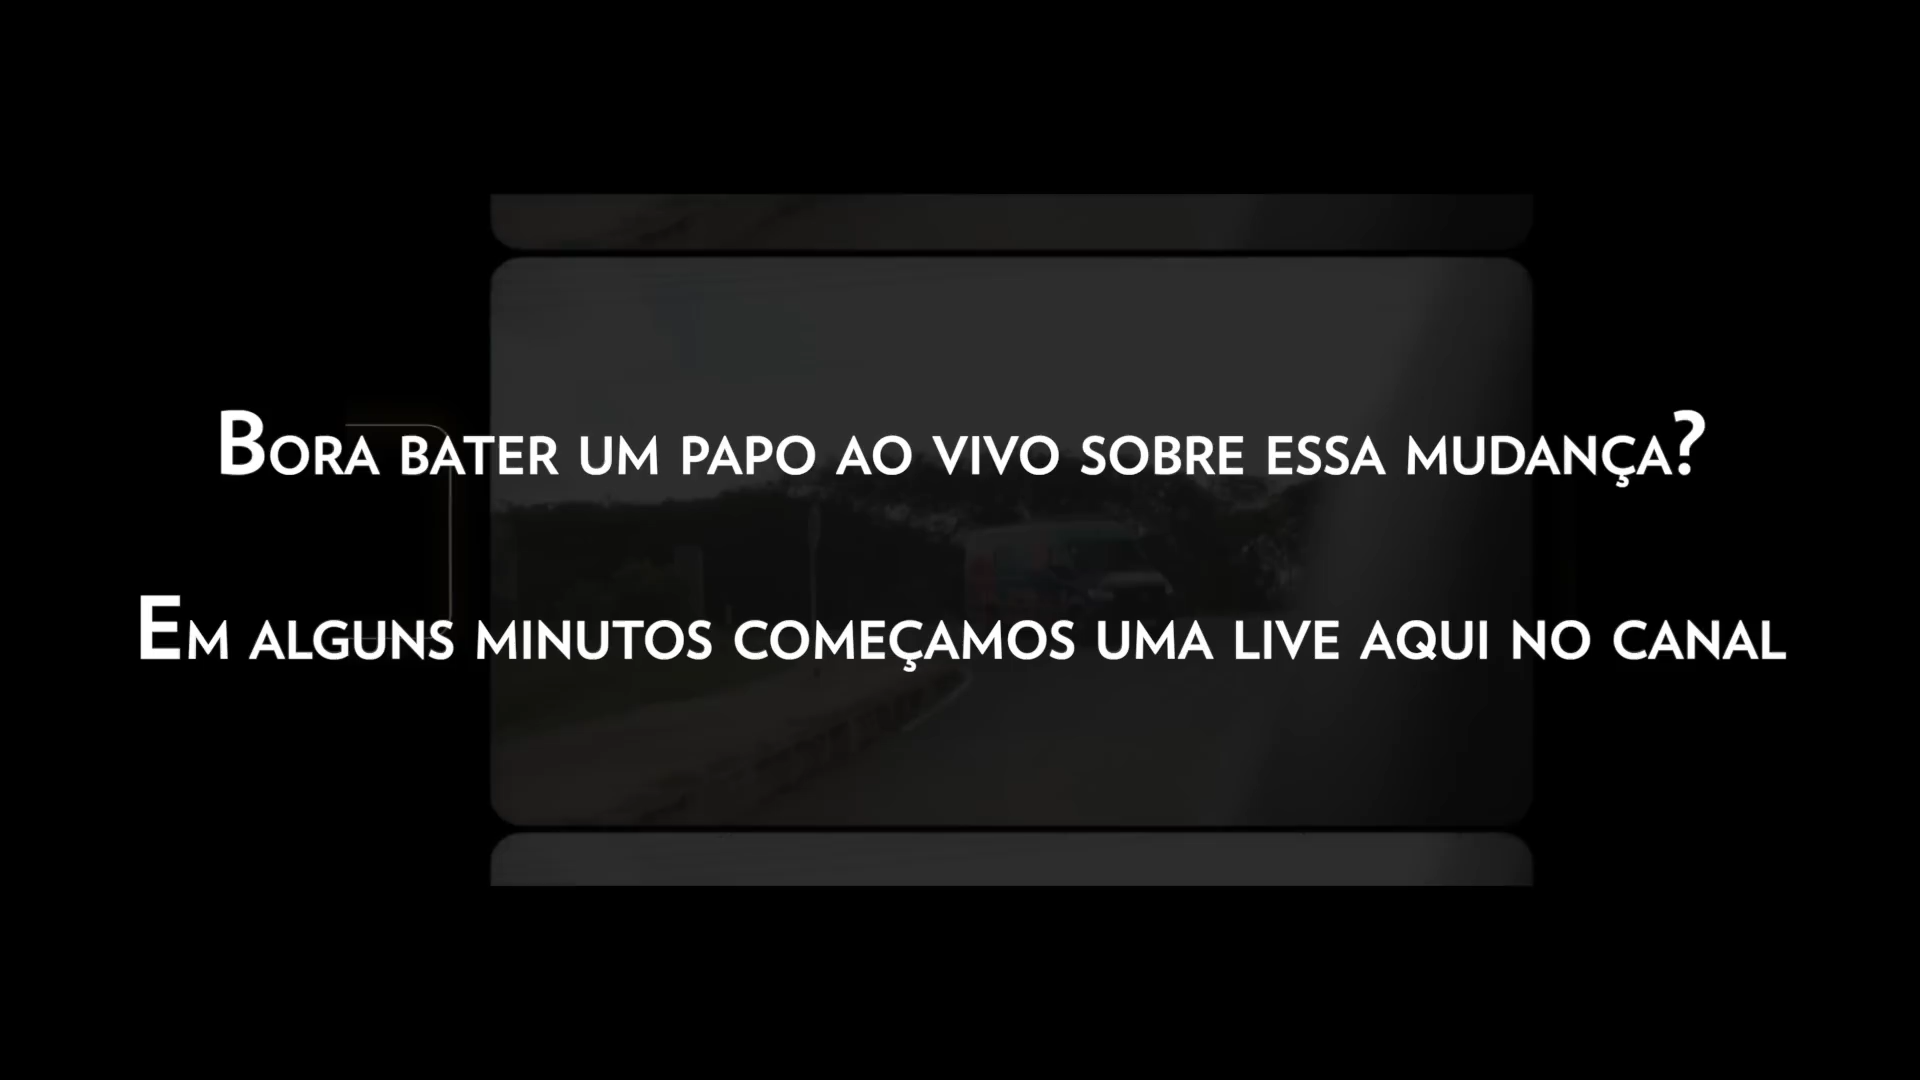 Bora bater um papo ao vivo sobre essa mudança?
Em alguns minutos começamos uma live aqui no canal